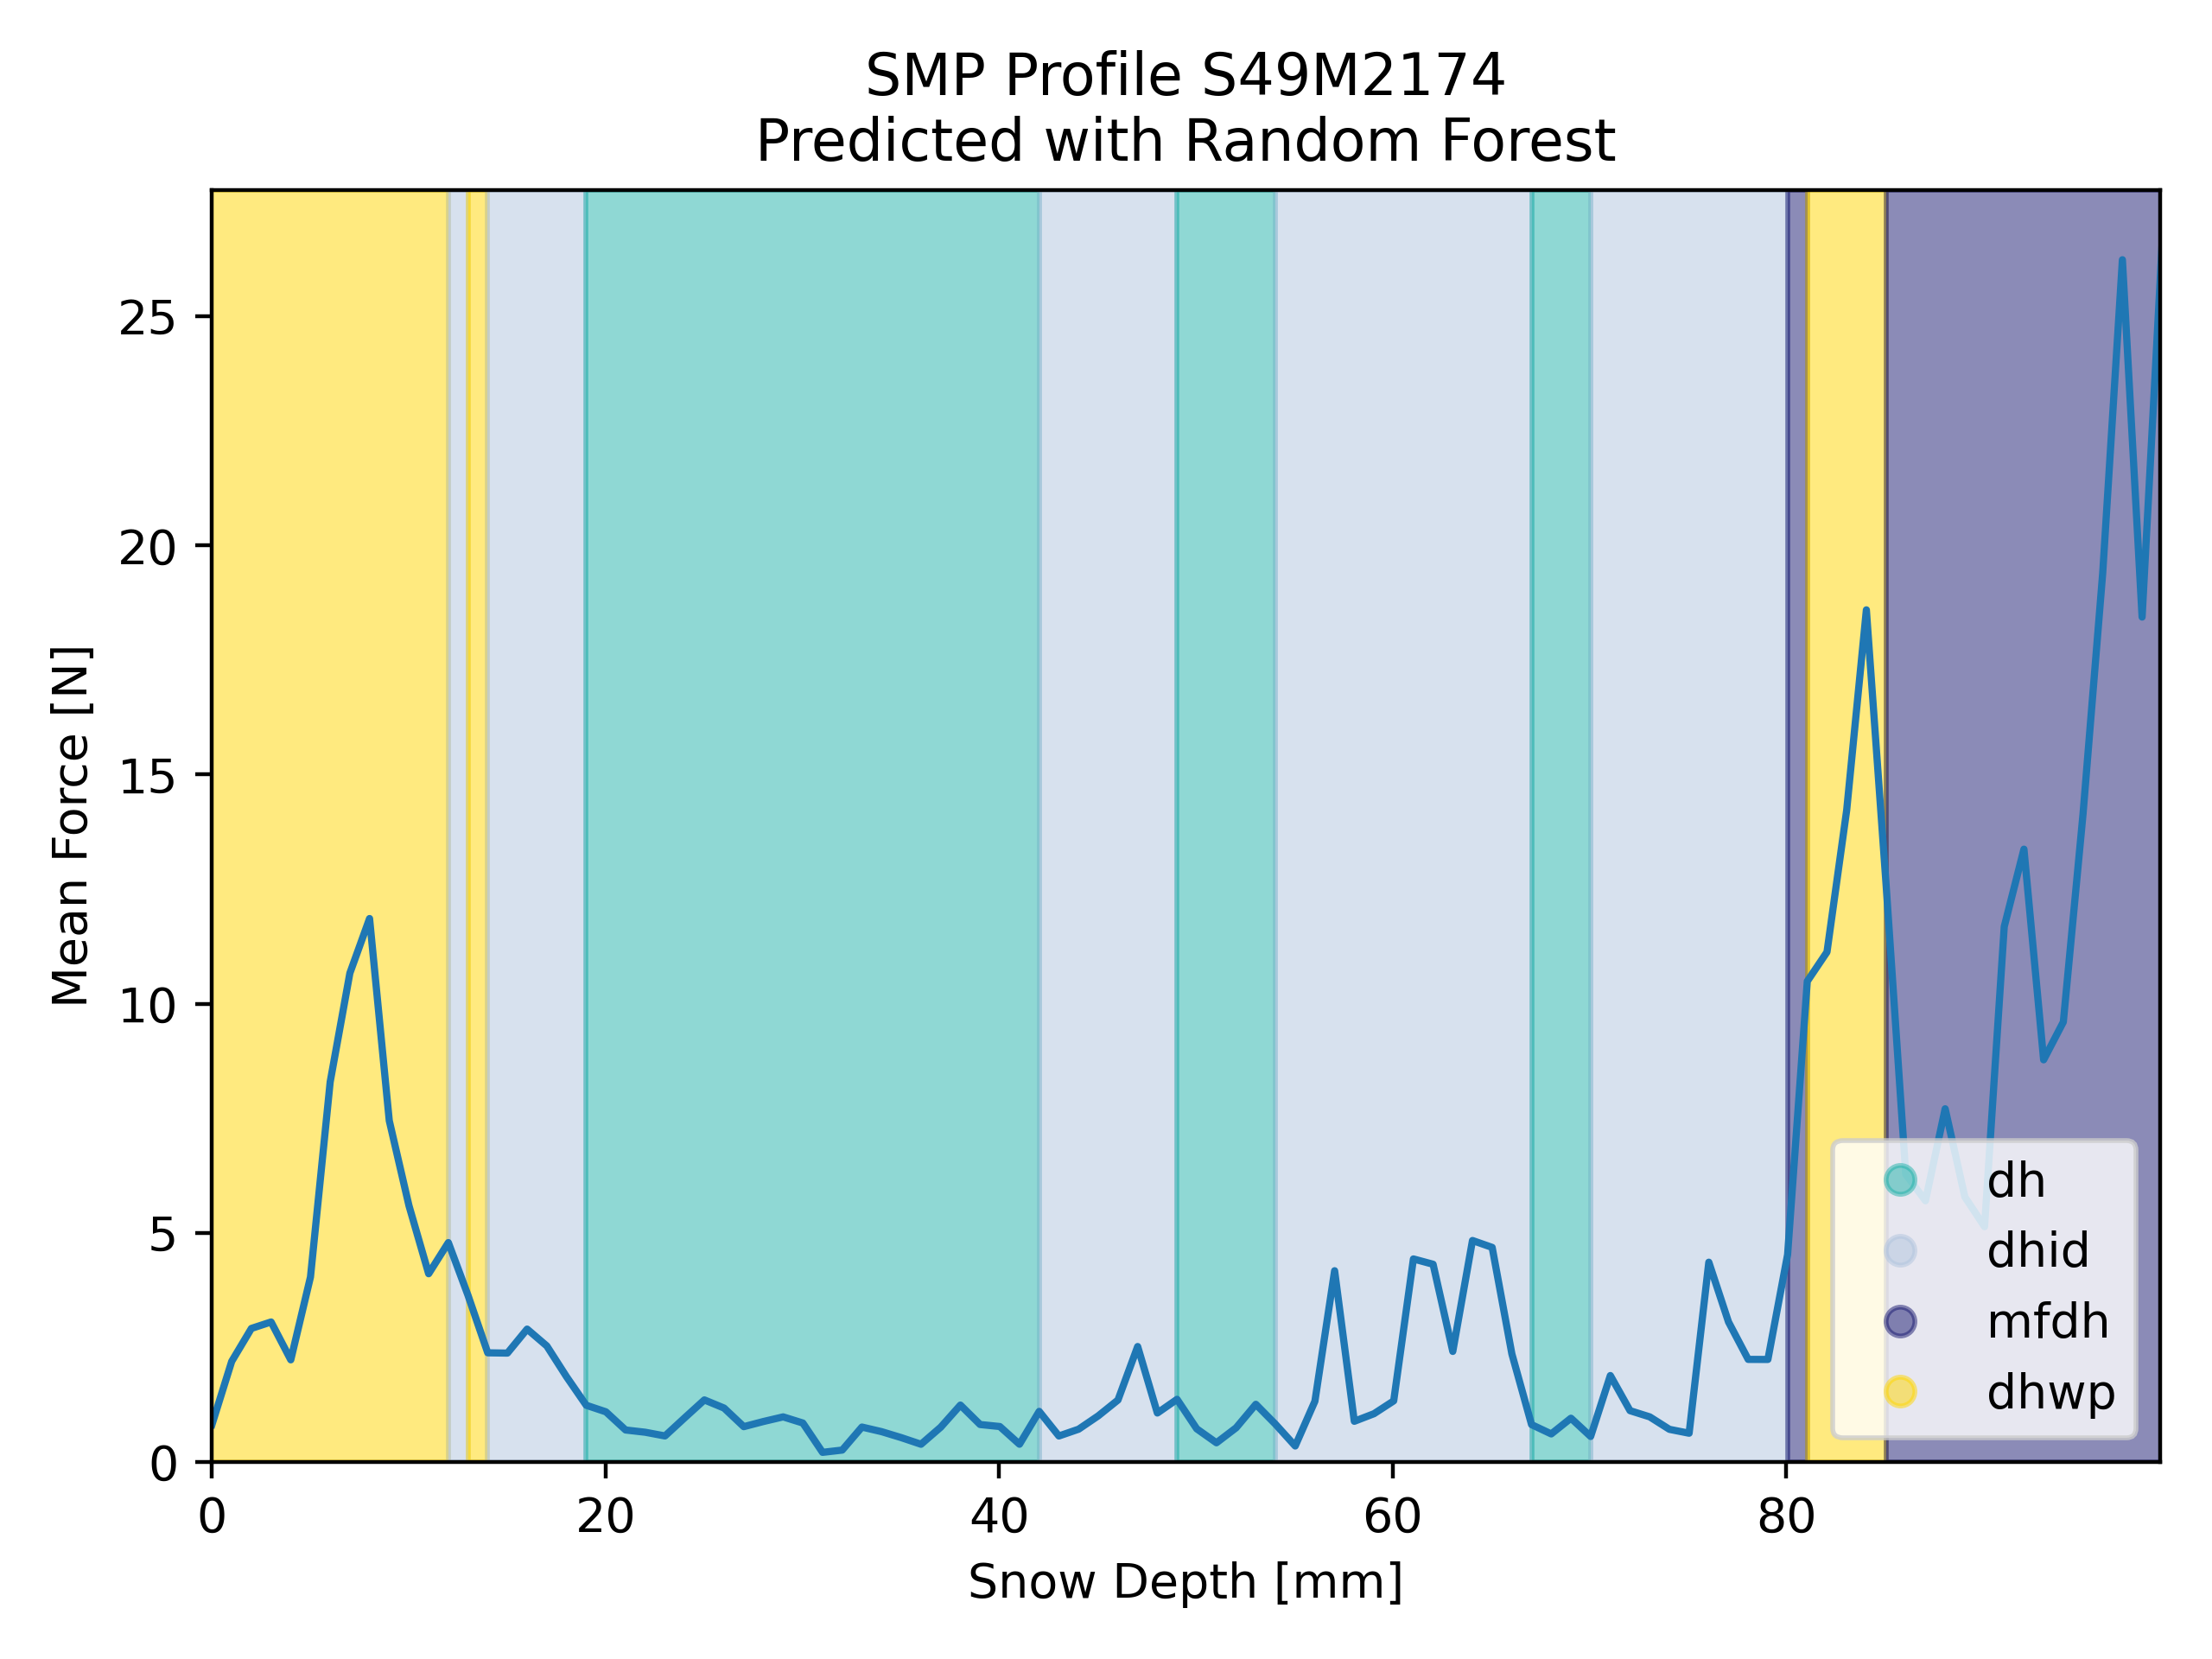 SMP Profile S49M2174
Predicted with Random Forest
Mean Force [N]
25
20
15
10
5
0
0
20
40
60
80
Snow Depth [mm]
dh
dhid
mfdh
dhwp